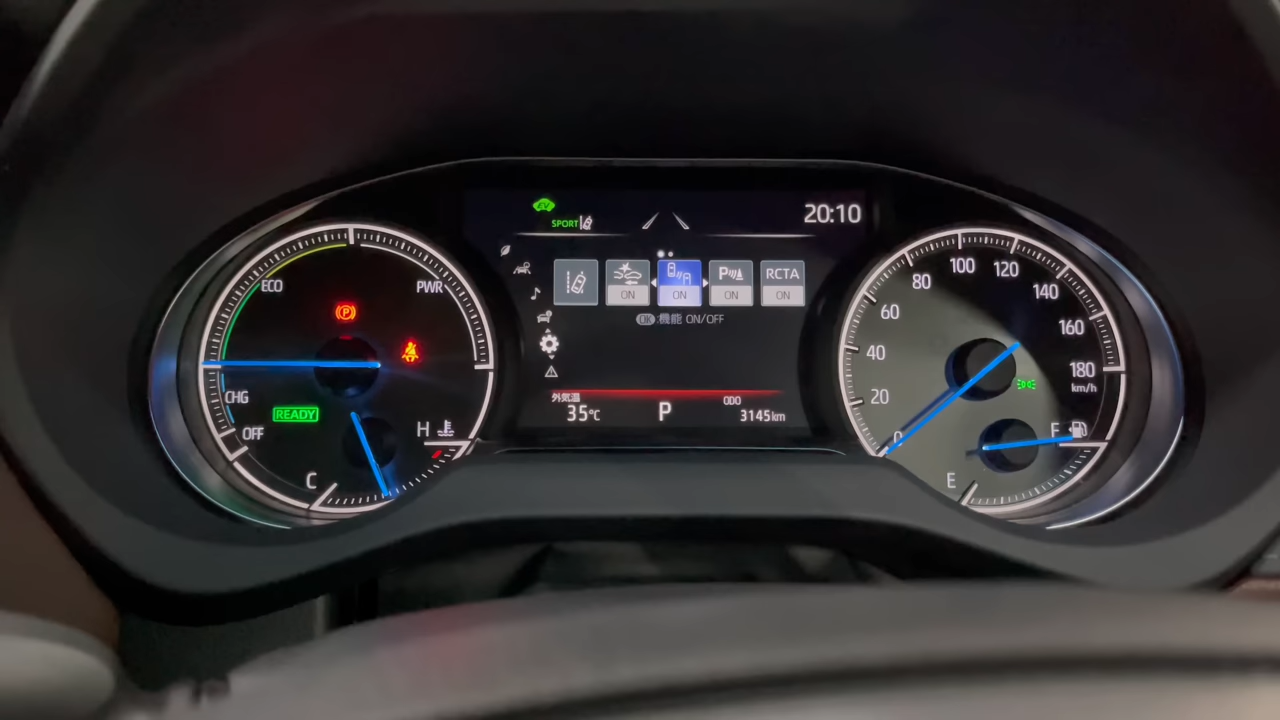 EV
SPORT
20:10
ECO
PWR
CHG
OFF
READY
C
H
P
ON
ON
P
ON
RCTA
ON
OK:機能 ON/OFF
外気温
35℃
P
ODO
3145km
0
20
40
60
80
100
120
140
160
180
km/h
E
F